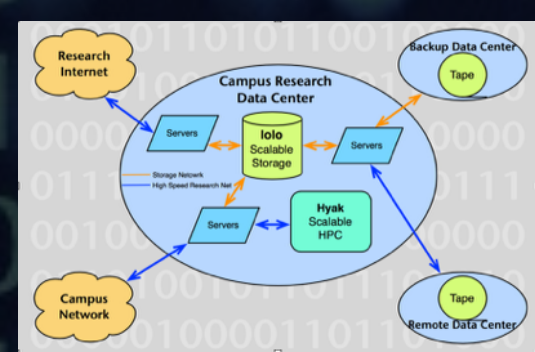 Research
Internet
Backup Data Center
Tape
Campus Research
Data Center
Servers
lolo
Scalable
Storage
Servers
Storage Netowrk
High Speed Research Net
Servers
Hyak
Scalable
HPC
Campus
Network
Tape
Remote Data Center